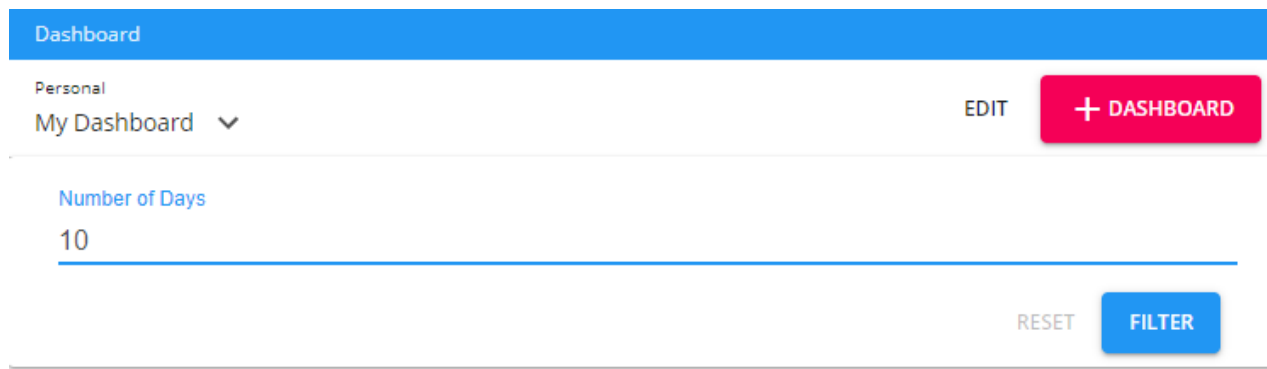 Dashboard
Personal
My Dashboard
EDIT
+ DASHBOARD
Number of Days
10
RESET
FILTER